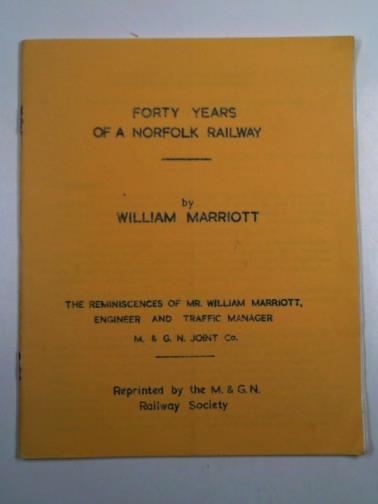 FORTY YEARS
OF A NORFOLK RAILWAY
by
WILLIAM MARRIOTT
THE REMINISCENCES OF MR. WILLIAM MARRIOTT,
ENGINEER AND TRAFFIC MANAGER
M. & G. N. JOINT Co.
Reprinted by the M. & G. N.
Railway Society